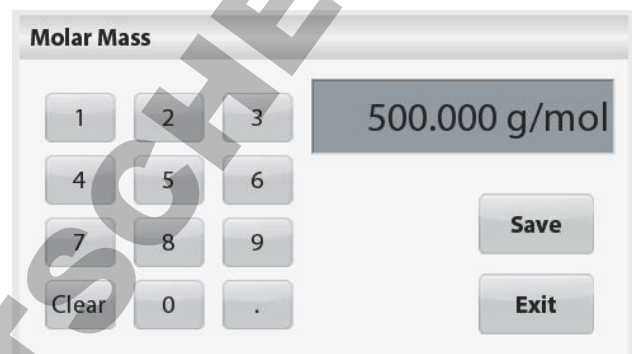 Molar Mass
500.000 g/mol
1 2 3
4 5 6
7 8 9
Clear 0 .
Save
Exit